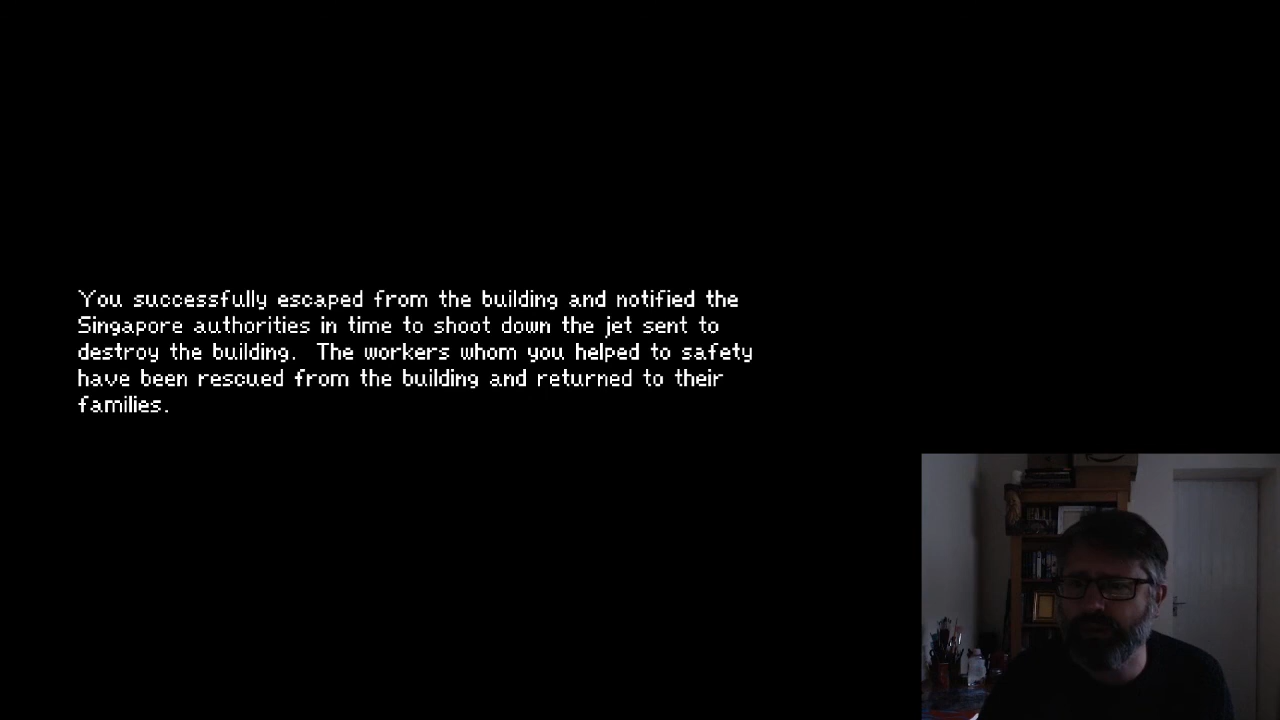 You successfully escaped from the building and notified the
Singapore authorities in time to shoot down the jet sent to
destroy the building.  The workers whom you helped to safety
have been rescued from the building and returned to their
families.